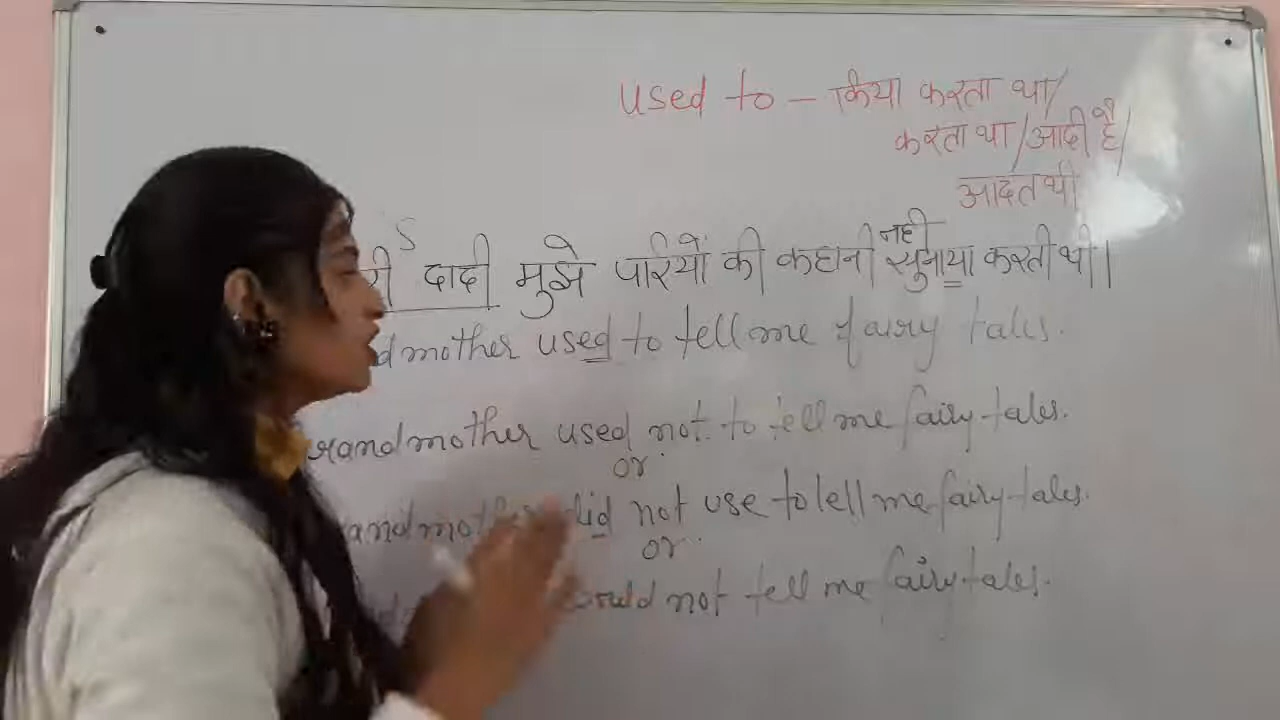 used to – किया करता था/
करता था/आदी है/
आदत थी
S
नही
दादी मुझे परियों की कहानी सुनाया करती थी।
mother used to tell me fairy tales.
grandmother used not to tell me fairy-tales.
or
did not use to tell me fairy-tales.
or
would not tell me fairy-tales.